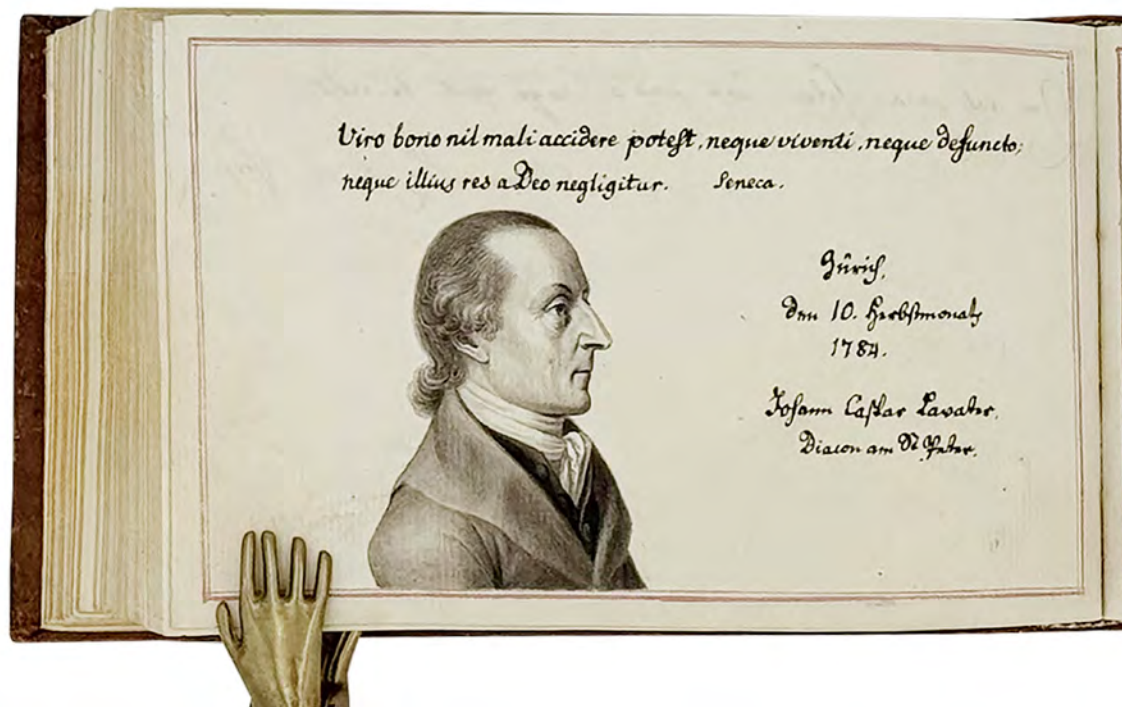 Viro bono nil mali accidere potest, neque viventi, neque defuncto;
neque illius res a Deo negligitur. Seneca.
Zürich,
den 10. Herbstmonats
1784.
Johann Caspar Lavater.
Diacon am St Peter.